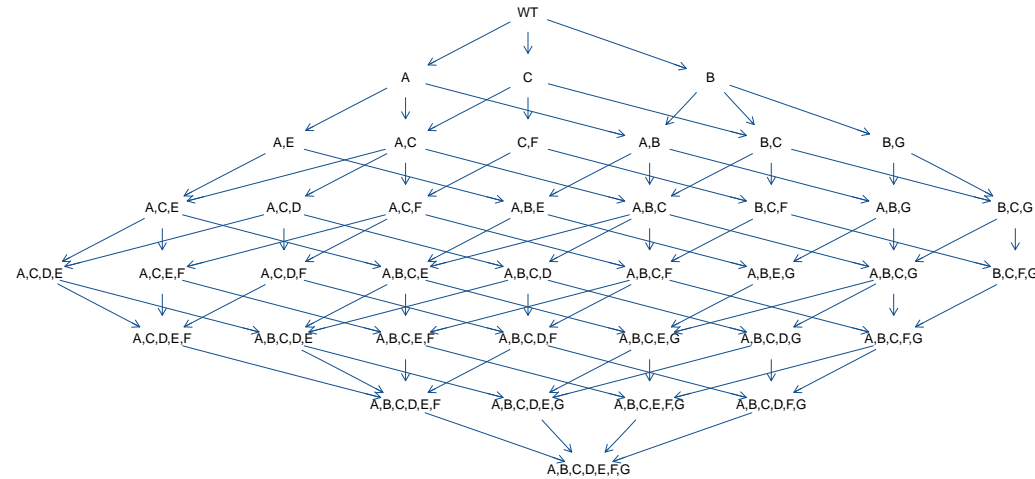 WT
A C B
A,E A,C C,F A,B B,C B,G
A,C,E A,C,D A,C,F A,B,E A,B,C B,C,F A,B,G B,C,G
A,C,D,E A,C,E,F A,C,D,F A,B,C,E A,B,C,D A,B,C,F A,B,E,G A,B,C,G B,C,F,G
A,C,D,E,F A,B,C,D,E A,B,C,E,F A,B,C,D,F A,B,C,E,G A,B,C,D,G A,B,C,F,G
A,B,C,D,E,F A,B,C,D,E,G A,B,C,E,F,G A,B,C,D,F,G
A,B,C,D,E,F,G